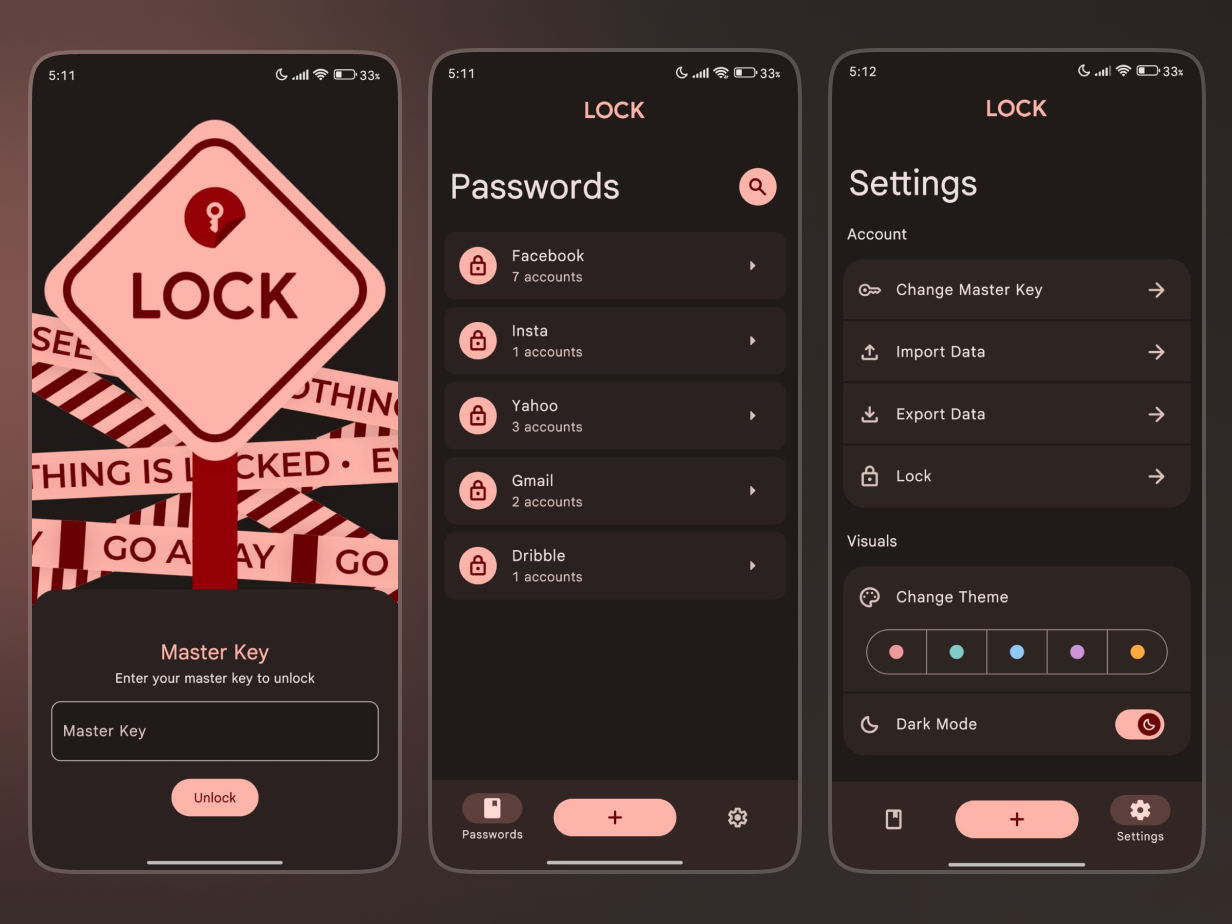 5:11
33%
LOCK
SEE
OTHING
THING IS LOCKED • EV
Y
GO AWAY
GO
Master Key
Enter your master key to unlock
Master Key
Unlock
5:11
33%
LOCK
Passwords
Facebook
7 accounts
Insta
1 accounts
Yahoo
3 accounts
Gmail
2 accounts
Dribble
1 accounts
Passwords
5:12
33%
LOCK
Settings
Account
Change Master Key
Import Data
Export Data
Lock
Visuals
Change Theme
Dark Mode
Settings